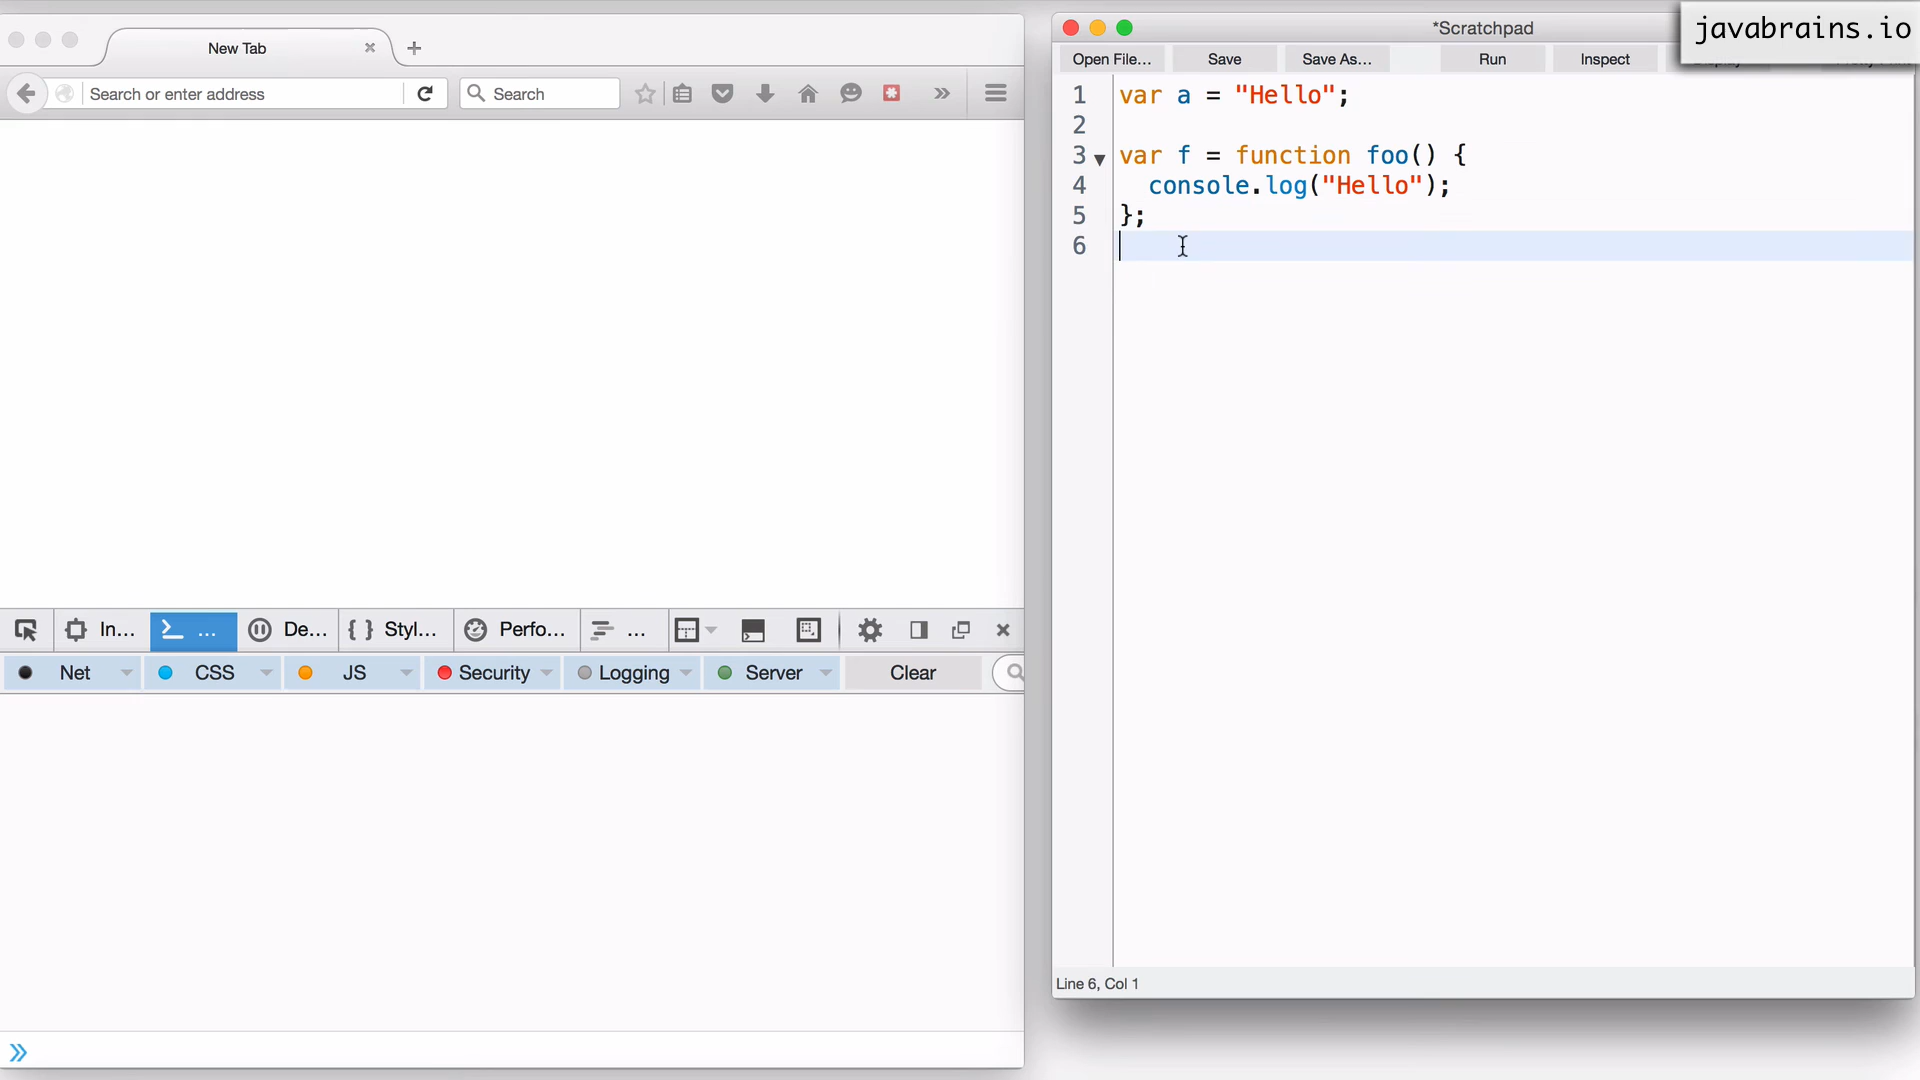 New Tab
Search or enter address
Search
In...
...
De...
{ } Styl...
Perfo...
...
Net
CSS
JS
Security
Logging
Server
Clear
*Scratchpad
javabrains.io
Open File...
Save
Save As...
Run
Inspect
1 var a = "Hello";
2
3 var f = function foo() {
4 console.log("Hello");
5 };
6
Line 6, Col 1